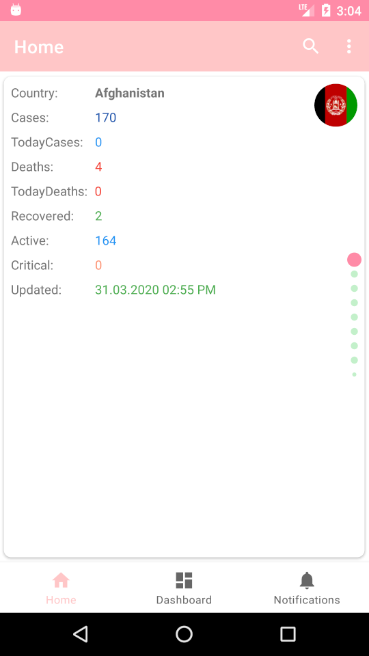 LTE 3:04
Home
Country: Afghanistan
Cases: 170
TodayCases: 0
Deaths: 4
TodayDeaths: 0
Recovered: 2
Active: 164
Critical: 0
Updated: 31.03.2020 02:55 PM
Home Dashboard Notifications